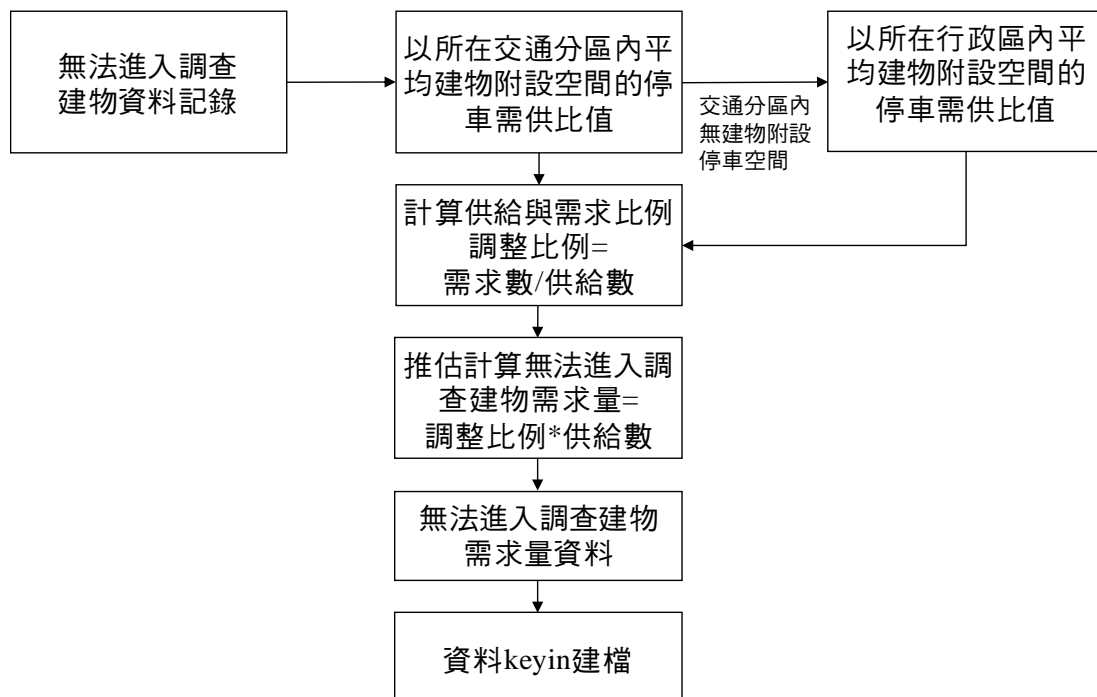 無法進入調查
建物資料記錄
以所在交通分區內平
均建物附設空間的停
車需供比值
交通分區內
無建物附設
停車空間
以所在行政區內平
均建物附設空間的
停車需供比值
計算供給與需求比例
調整比例=
需求數/供給數
推估計算無法進入調
查建物需求量=
調整比例*供給數
無法進入調查建物
需求量資料
資料keyin建檔